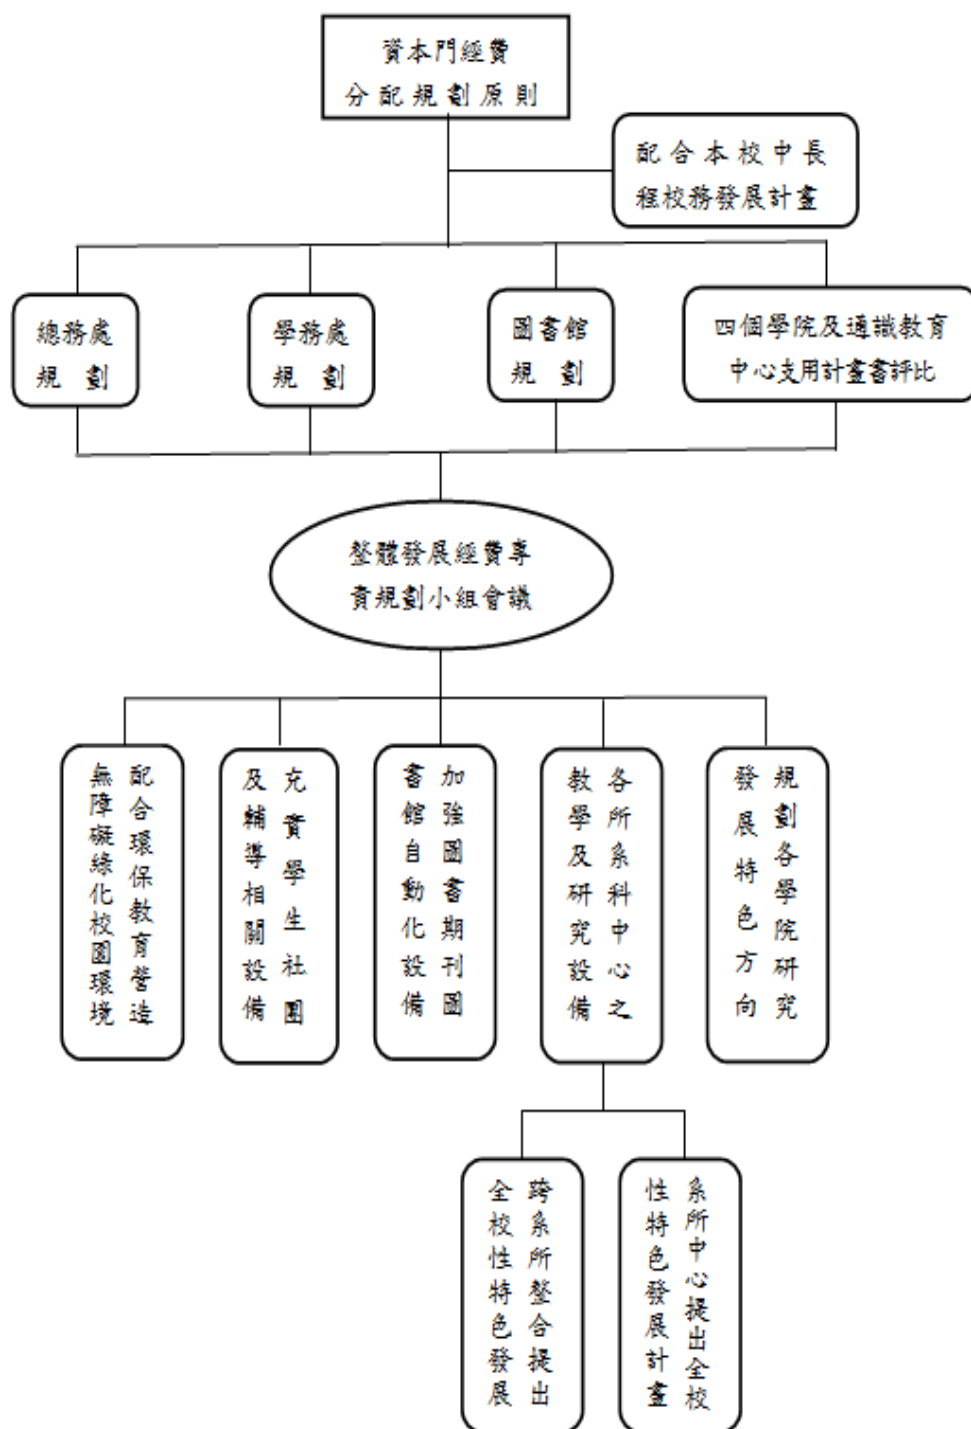 資本門經費
分配規劃原則
配合本校中長
程校務發展計畫
總務處
規劃
學務處
規劃
圖書館
規劃
四個學院及通識教育
中心支用計畫書評比
整體發展經費專
責規劃小組會議
配合環保教育營造
無障礙綠化校園環境
充實學生社團
及輔導相關設備
加強圖書期刊圖
書館自動化設備
各所系科中心之
教學及研究設備
規劃各學院研究
發展特色方向
跨系所整合提出
全校性特色發展
系所中心提出全校
性特色發展計畫